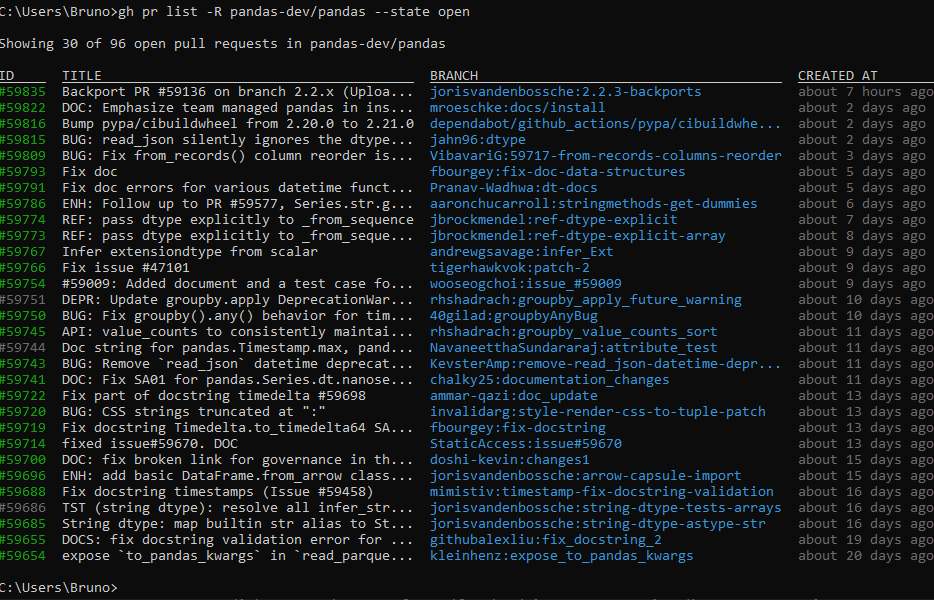 C:\Users\Bruno>gh pr list -R pandas-dev/pandas --state open
Showing 30 of 96 open pull requests in pandas-dev/pandas
ID TITLE BRANCH CREATED AT
#59835 Backport PR #59136 on branch 2.2.x (Uploa... jorisvandenbossche:2.2.3-backports about 7 hours ago
#59822 DOC: Emphasize team managed pandas in ins... mroeschke:docs/install about 2 days ago
#59816 Bump pypa/cibuildwheel from 2.20.0 to 2.21.0 dependabot/github_actions/pypa/cibuildwhe... about 2 days ago
#59815 BUG: read_json silently ignores the dtype... jahn96:dtype about 2 days ago
#59809 BUG: Fix from_records() column reorder is... VibavariG:59717-from-records-columns-reorder about 3 days ago
#59793 Fix doc fbourgey:fix-doc-data-structures about 5 days ago
#59791 Fix doc errors for various datetime funct... Pranav-Wadhwa:dt-docs about 5 days ago
#59786 ENH: Follow up to PR #59577, Series.str.g... aaronchucarroll:stringmethods-get-dummies about 6 days ago
#59774 REF: pass dtype explicitly to _from_sequence jbrockmendel:ref-dtype-explicit about 7 days ago
#59773 REF: pass dtype explicitly to _from_seque... jbrockmendel:ref-dtype-explicit-array about 8 days ago
#59767 Infer extensiondtype from scalar andrewgsavage:infer_Ext about 9 days ago
#59766 Fix issue #47101 tigerhawkvok:patch-2 about 9 days ago
#59754 #59009: Added document and a test case fo... wooseogchoi:issue_#59009 about 9 days ago
#59751 DEPR: Update groupby.apply DeprecationWar... rhshadrach:groupby_apply_future_warning about 10 days ago
#59750 BUG: Fix groupby().any() behavior for tim... 40gilad:groupbyAnyBug about 10 days ago
#59745 API: value_counts to consistently maintai... rhshadrach:groupby_value_counts_sort about 11 days ago
#59744 Doc string for pandas.Timestamp.max, pand... NavaneetthaSundararaj:attribute_test about 11 days ago
#59743 BUG: Remove `read_json` datetime deprecat... KevsterAmp:remove-read_json-datetime-depr... about 11 days ago
#59741 DOC: Fix SA01 for pandas.Series.dt.nanose... chalky25:documentation_changes about 11 days ago
#59722 Fix part of docstring timedelta #59698 ammar-qazi:doc_update about 13 days ago
#59720 BUG: CSS strings truncated at ":" invalidarg:style-render-css-to-tuple-patch about 13 days ago
#59719 Fix docstring Timedelta.to_timedelta64 SA... fbourgey:fix-docstring about 13 days ago
#59714 fixed issue#59670. DOC StaticAccess:issue#59670 about 13 days ago
#59700 DOC: fix broken link for governance in th... doshi-kevin:changes1 about 15 days ago
#59696 ENH: add basic DataFrame.from_arrow class... jorisvandenbossche:arrow-capsule-import about 15 days ago
#59688 Fix docstring timestamps (Issue #59458) mimistiv:timestamp-fix-docstring-validation about 16 days ago
#59686 TST (string dtype): resolve all infer_str... jorisvandenbossche:string-dtype-tests-arrays about 16 days ago
#59685 String dtype: map builtin str alias to St... jorisvandenbossche:string-dtype-astype-str about 16 days ago
#59655 DOCS: fix docstring validation error for ... githubalexliu:fix_docstring_2 about 19 days ago
#59654 expose `to_pandas_kwargs` in `read_parque... kleinhenz:expose_to_pandas_kwargs about 20 days ago
C:\Users\Bruno>